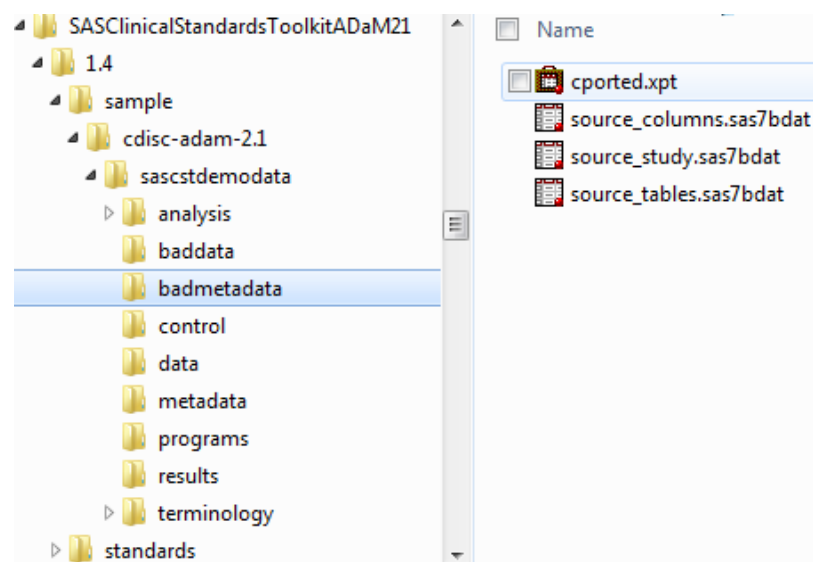 SASClinicalStandardsToolkitADaM21
1.4
sample
cdisc-adam-2.1
sascstdemodata
analysis
baddata
badmetadata
control
data
metadata
programs
results
terminology
standards
Name
cported.xpt
source_columns.sas7bdat
source_study.sas7bdat
source_tables.sas7bdat